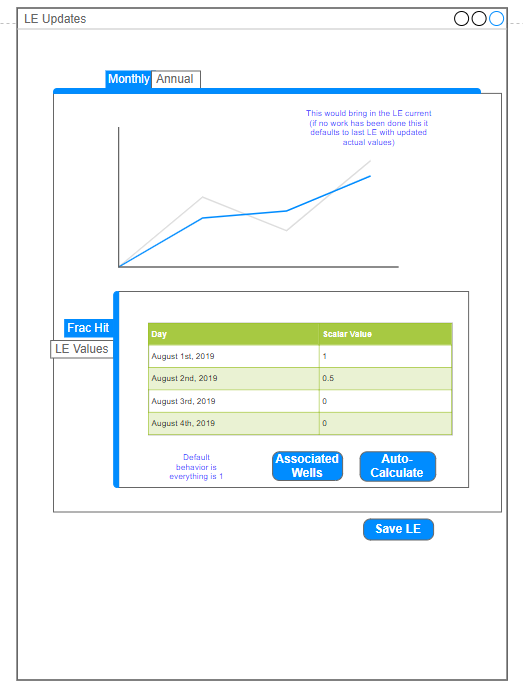 LE Updates
Monthly Annual
This would bring in the LE current
(if no work has been done this it
defaults to last LE with updated
actual values)
Frac Hit
LE Values
Day Scalar Value
August 1st, 2019 1
August 2nd, 2019 0.5
August 3rd, 2019 0
August 4th, 2019 0
Default
behavior is
everything is 1
Associated
Wells
Auto-
Calculate
Save LE